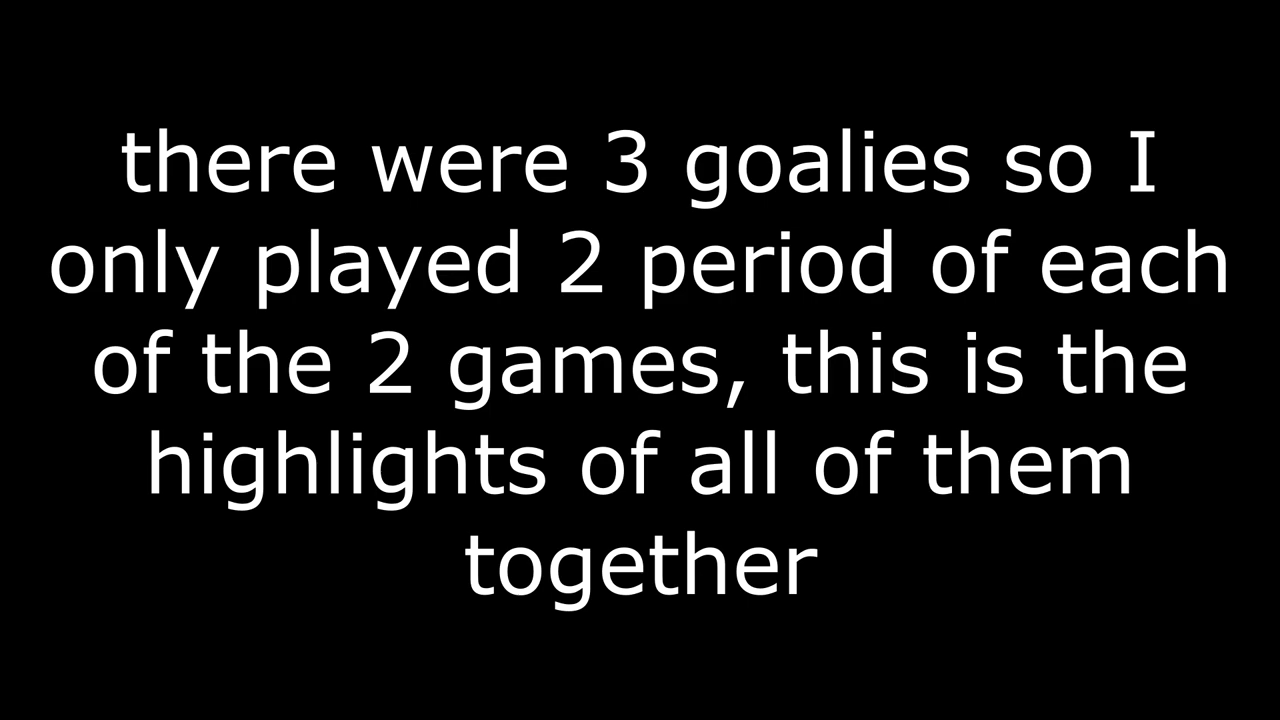 there were 3 goalies so I
only played 2 period of each
of the 2 games, this is the
highlights of all of them
together